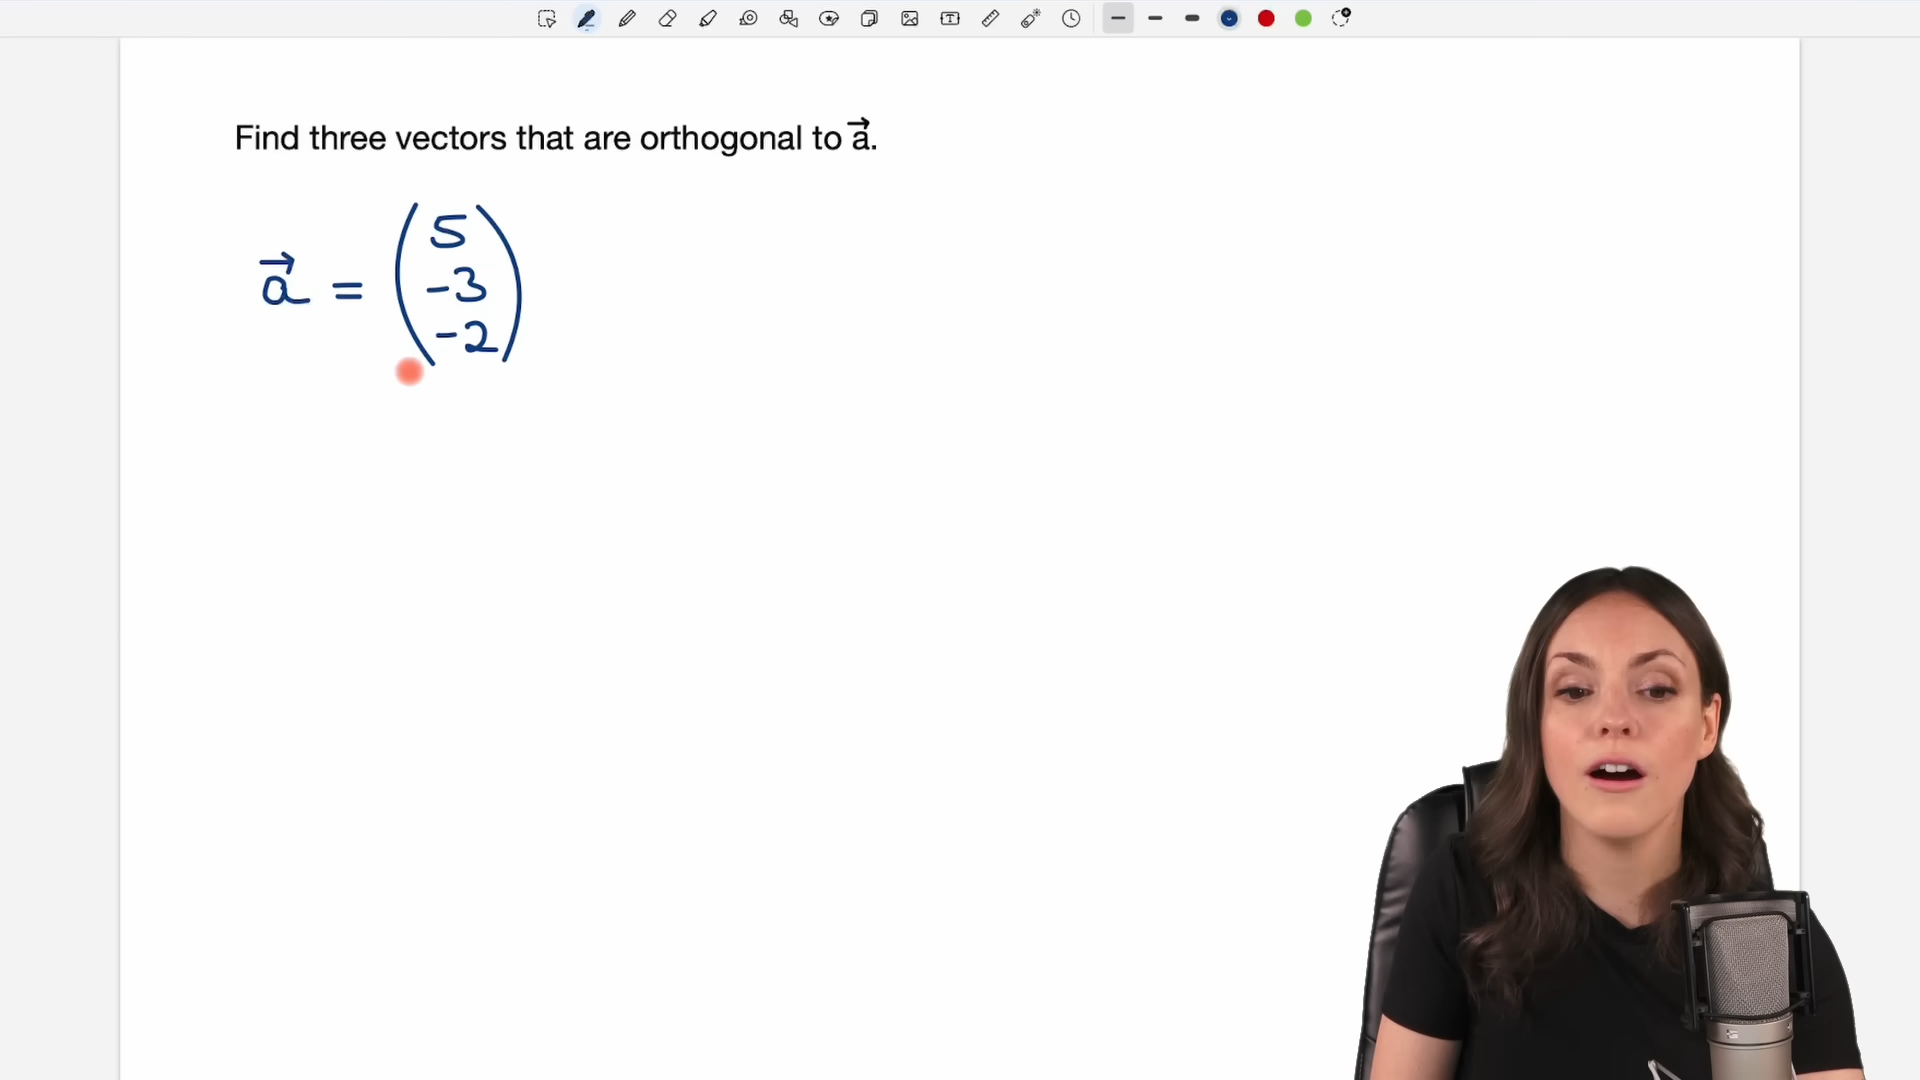 Find three vectors that are orthogonal to a⃗.
5
a⃗ = -3
-2